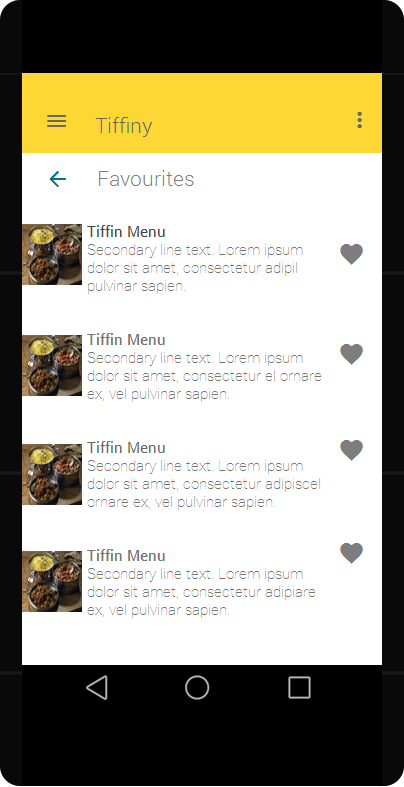 Tiffiny
Favourites
Tiffin Menu
Secondary line text. Lorem ipsum
dolor sit amet, consectetur adipil
pulvinar sapien.
Tiffin Menu
Secondary line text. Lorem ipsum
dolor sit amet, consectetur el ornare
ex, vel pulvinar sapien.
Tiffin Menu
Secondary line text. Lorem ipsum
dolor sit amet, consectetur adipiscel
ornare ex, vel pulvinar sapien.
Tiffin Menu
Secondary line text. Lorem ipsum
dolor sit amet, consectetur adipiare
ex, vel pulvinar sapien.